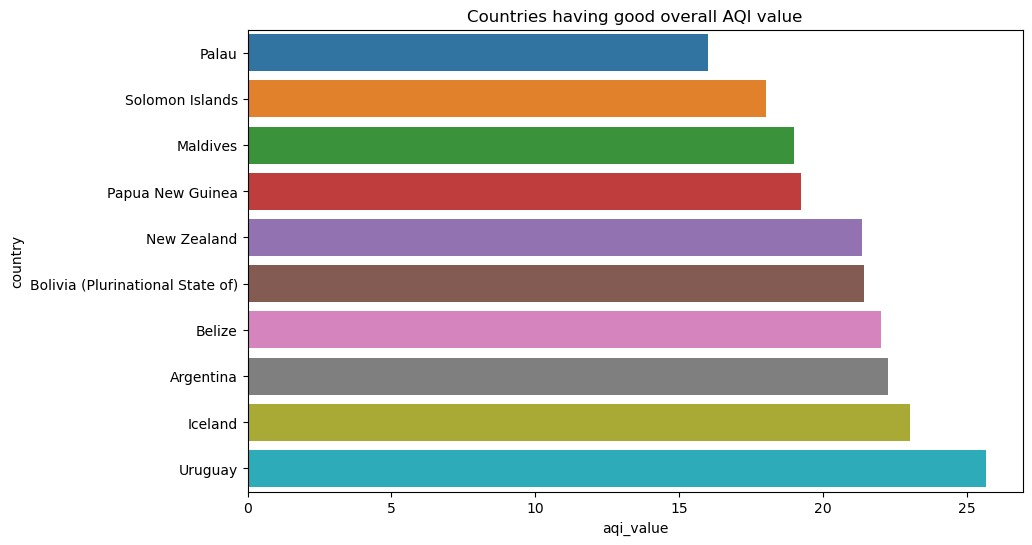 Countries having good overall AQI value
Palau
Solomon Islands
Maldives
Papua New Guinea
New Zealand
Bolivia (Plurinational State of)
Belize
Argentina
Iceland
Uruguay
country
0 5 10 15 20 25
aqi_value